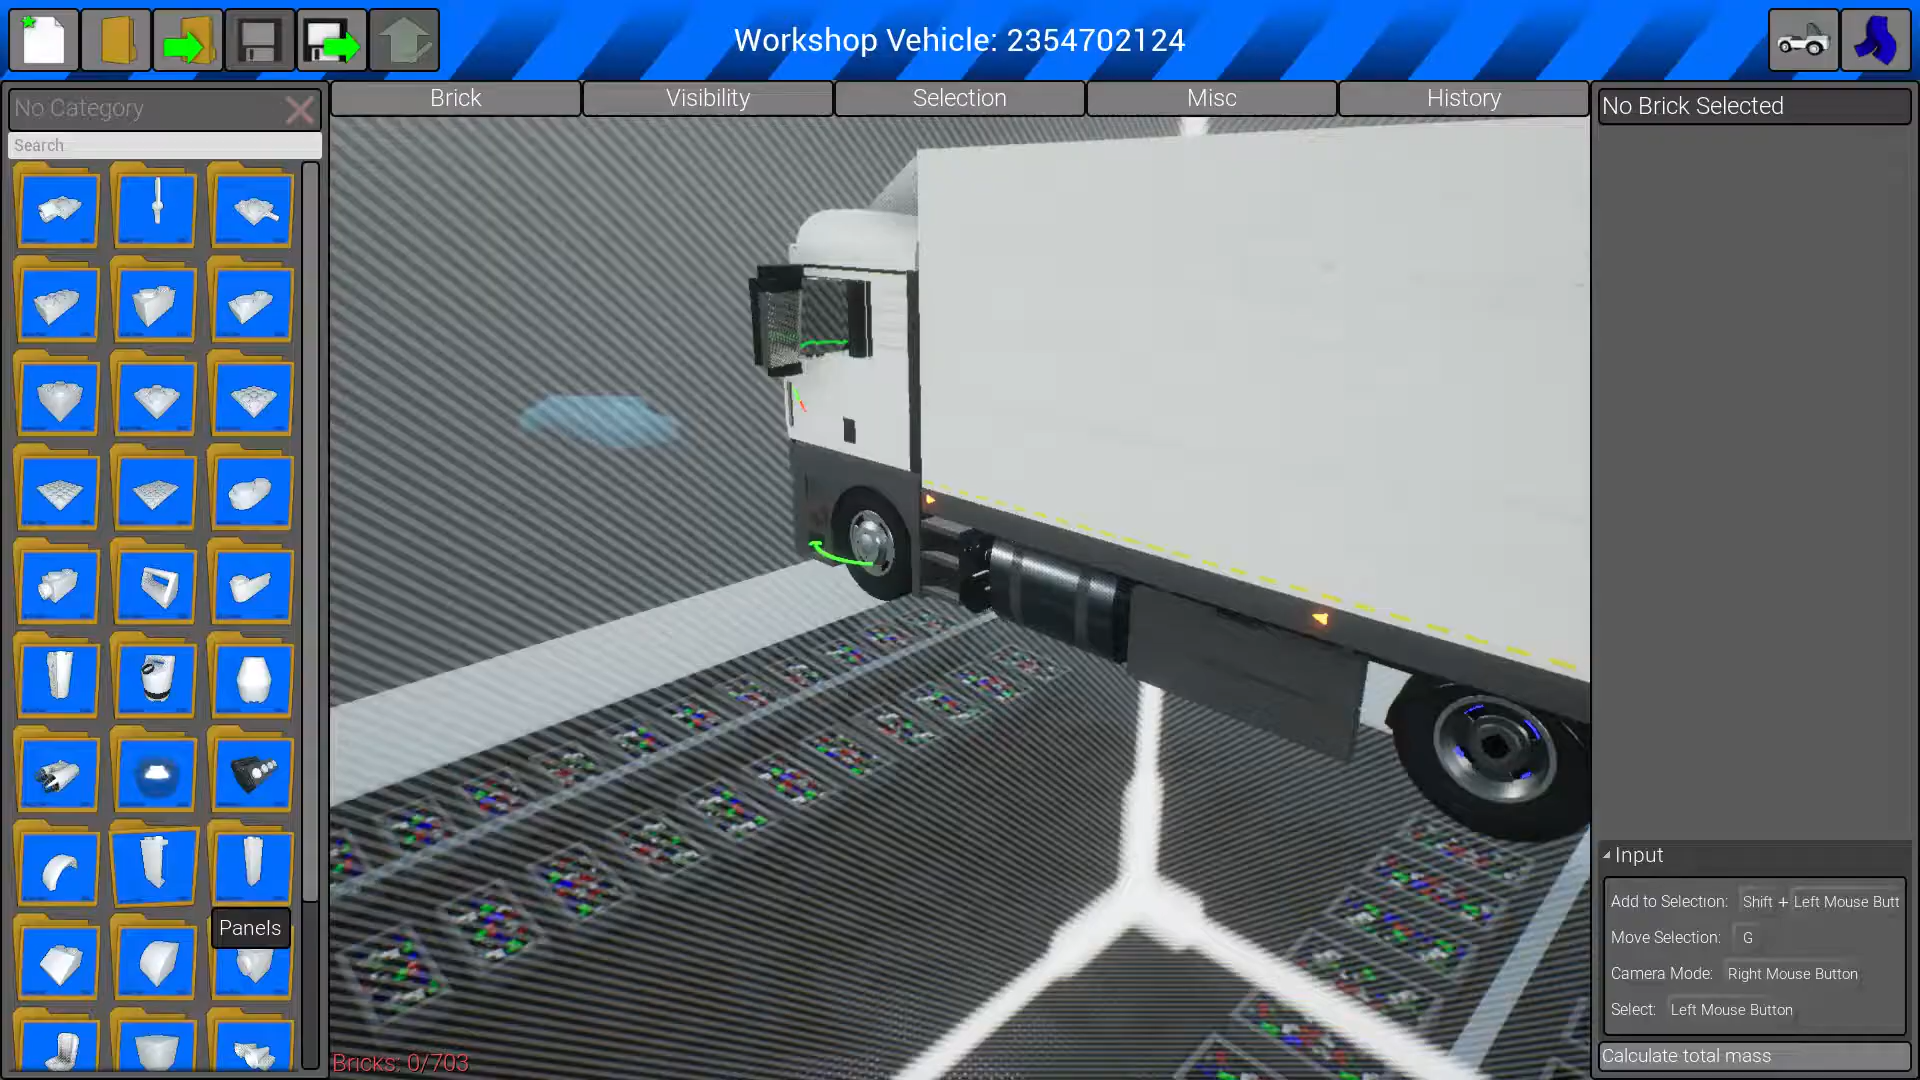 Workshop Vehicle: 2354702124
No Category
Search
Brick
Visibility
Selection
Misc
History
No Brick Selected
Panels
Bricks: 0/703
Input
Add to Selection: Shift + Left Mouse Butt
Move Selection: G
Camera Mode: Right Mouse Button
Select: Left Mouse Button
Calculate total mass